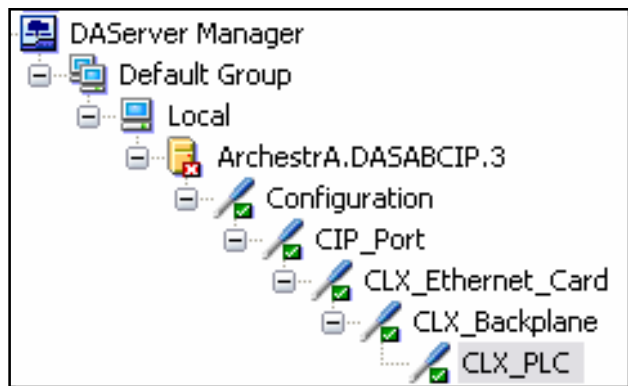 DAServer Manager
Default Group
Local
ArchestrA.DASABCIP.3
Configuration
CIP_Port
CLX_Ethernet_Card
CLX_Backplane
CLX_PLC